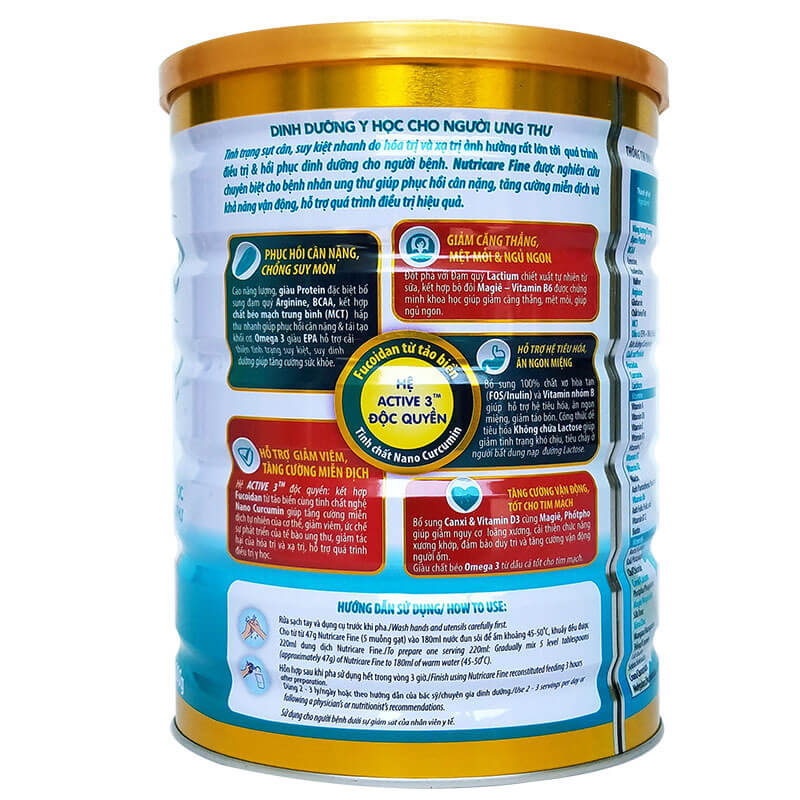 DINH DƯỠNG Y HỌC CHO NGƯỜI UNG THƯ
Tình trạng sụt cân, suy kiệt nhanh do hóa trị và xạ trị ảnh hưởng rất lớn tới quá trình
điều trị & hồi phục dinh dưỡng cho người bệnh. Nutricare Fine được nghiên cứu
chuyên biệt cho bệnh nhân ung thư giúp phục hồi cân nặng, tăng cường miễn dịch và
khả năng vận động, hỗ trợ quá trình điều trị hiệu quả.
PHỤC HỒI CÂN NẶNG,
CHỐNG SUY MÒN
Cao năng lượng, giàu Protein đặc biệt bổ
sung đạm quý Arginine, BCAA, kết hợp
chất béo mạch trung bình (MCT) hấp
thu nhanh giúp phục hồi cân nặng & tái tạo
khối cơ. Omega 3 giàu EPA hỗ trợ cải
thiện tình trạng suy kiệt, suy dinh
dưỡng giúp tăng cường sức khỏe.
GIẢM CĂNG THẲNG,
MỆT MỎI & NGỦ NGON
Đột phá với Đạm quý Lactium chiết xuất tự nhiên từ
sữa, kết hợp bộ đôi Magiê – Vitamin B6 được chứng
minh khoa học giúp giảm căng thẳng, mệt mỏi, giúp
ngủ ngon.
Fucoidan từ tảo biển
HỆ
ACTIVE 3™
ĐỘC QUYỀN
Tinh chất Nano Curcumin
HỖ TRỢ HỆ TIÊU HÓA,
ĂN NGON MIỆNG
Bổ sung 100% chất xơ hòa tan
(FOS/Inulin) và Vitamin nhóm B
giúp hỗ trợ hệ tiêu hóa, ăn ngon
miệng, giảm táo bón. Công thức dễ
tiêu hóa Không chứa Lactose giúp
giảm tình trạng khó chịu, tiêu chảy ở
người bất dung nạp đường Lactose.
HỖ TRỢ GIẢM VIÊM,
TĂNG CƯỜNG MIỄN DỊCH
Hệ ACTIVE 3™ độc quyền: kết hợp
Fucoidan từ tảo biển cùng tinh chất nghệ
Nano Curcumin giúp tăng cường miễn
dịch tự nhiên của cơ thể, giảm viêm, ức chế
sự phát triển của tế bào ung thư, giảm tác
hại của hóa trị và xạ trị, hỗ trợ quá trình
điều trị y học.
TĂNG CƯỜNG VẬN ĐỘNG,
TỐT CHO TIM MẠCH
Bổ sung Canxi & Vitamin D3 cùng Magiê, Phốtpho
giúp giảm nguy cơ loãng xương, cải thiện chức năng
xương khớp, đảm bảo duy trì và tăng cường vận động
người ốm.
Giàu chất béo Omega 3 từ dầu cá tốt cho tim mạch.
HƯỚNG DẪN SỬ DỤNG/ HOW TO USE:
Rửa sạch tay và dụng cụ trước khi pha./Wash hands and utensils carefully first.
Cho từ từ 47g Nutricare Fine (5 muỗng gạt) vào 180ml nước đun sôi để ấm khoảng 45-50°C, khuấy đều được
220ml dung dịch Nutricare Fine./To prepare one serving 220ml: Gradually mix 5 level tablespoons
(approximately 47g) of Nutricare Fine to 180ml of warm water (45-50°C).
Hỗn hợp sau khi pha sử dụng hết trong vòng 3 giờ./Finish using Nutricare Fine reconstituted feeding 3 hours
after preparation.
Dùng 2 - 3 ly/ngày hoặc theo hướng dẫn của bác sỹ/chuyên gia dinh dưỡng./Use 2 - 3 servings per day or
following a physician's or nutritionist's recommendations.
Sử dụng cho người bệnh dưới sự giám sát của nhân viên y tế.